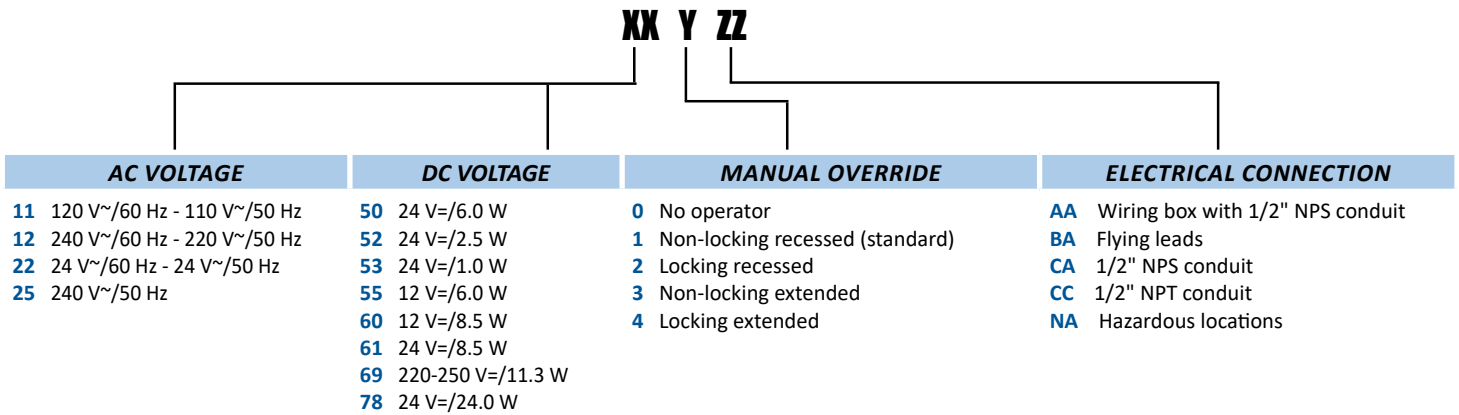 XX Y ZZ
AC VOLTAGE
11 120 V~/60 Hz - 110 V~/50 Hz
12 240 V~/60 Hz - 220 V~/50 Hz
22 24 V~/60 Hz - 24 V~/50 Hz
25 240 V~/50 Hz
DC VOLTAGE
50 24 V=/6.0 W
52 24 V=/2.5 W
53 24 V=/1.0 W
55 12 V=/6.0 W
60 12 V=/8.5 W
61 24 V=/8.5 W
69 220-250 V=/11.3 W
78 24 V=/24.0 W
MANUAL OVERRIDE
0 No operator
1 Non-locking recessed (standard)
2 Locking recessed
3 Non-locking extended
4 Locking extended
ELECTRICAL CONNECTION
AA Wiring box with 1/2" NPS conduit
BA Flying leads
CA 1/2" NPS conduit
CC 1/2" NPT conduit
NA Hazardous locations